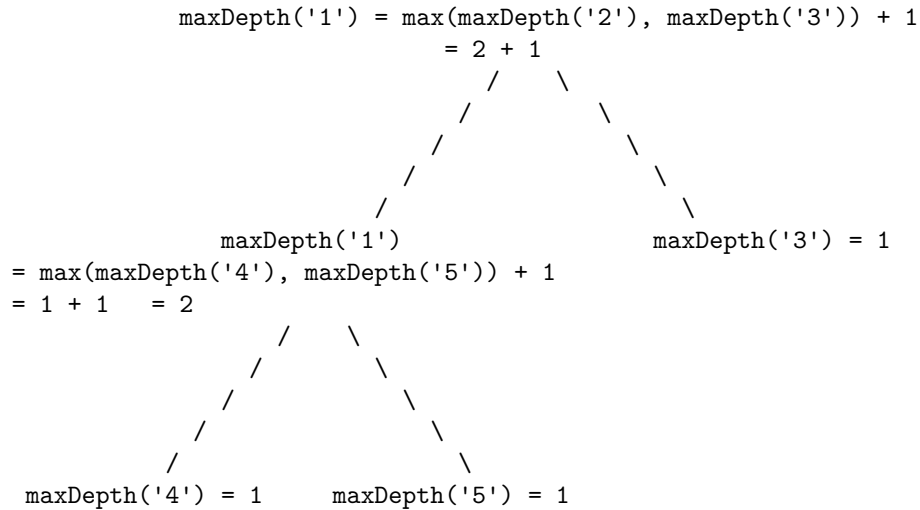 maxDepth('1') = max(maxDepth('2'), maxDepth('3')) + 1
= 2 + 1
maxDepth('1')
maxDepth('3') = 1
= max(maxDepth('4'), maxDepth('5')) + 1
= 1 + 1 = 2
maxDepth('4') = 1
maxDepth('5') = 1